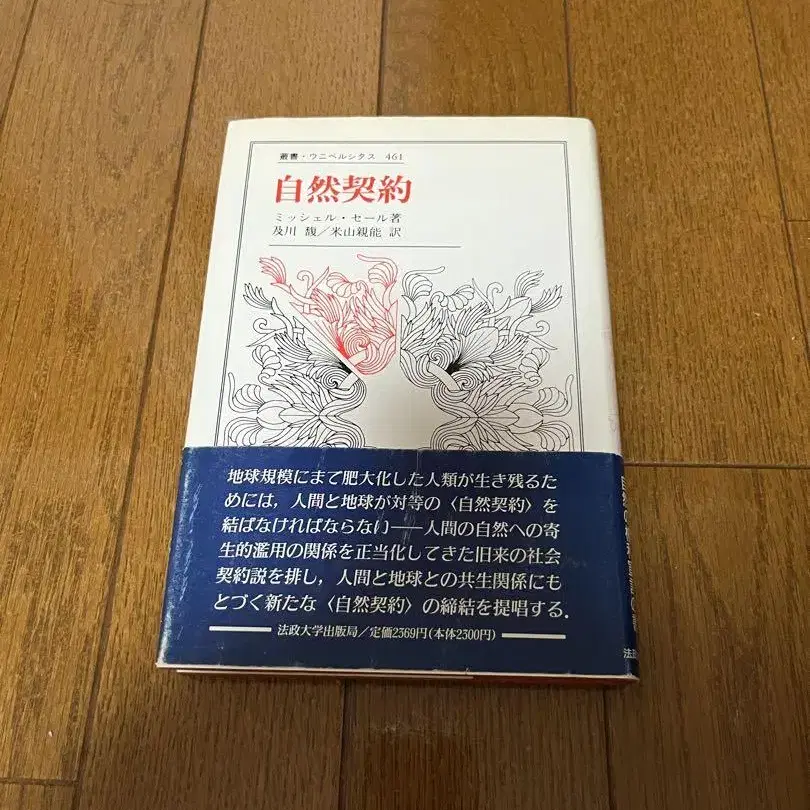 叢書・ウニベルシタス 461
自然契約
ミッシェル・セール著
及川 馥／米山親能 訳
地球規模にまで肥大化した人類が生き残るた
めには，人間と地球が対等の〈自然契約〉を
結ばなければならない——人間の自然への寄
生的濫用の関係を正当化してきた旧来の社会
契約説を排し，人間と地球との共生関係にも
とづく新たな〈自然契約〉の締結を提唱する．
法政大学出版局／定価2369円(本体2300円)